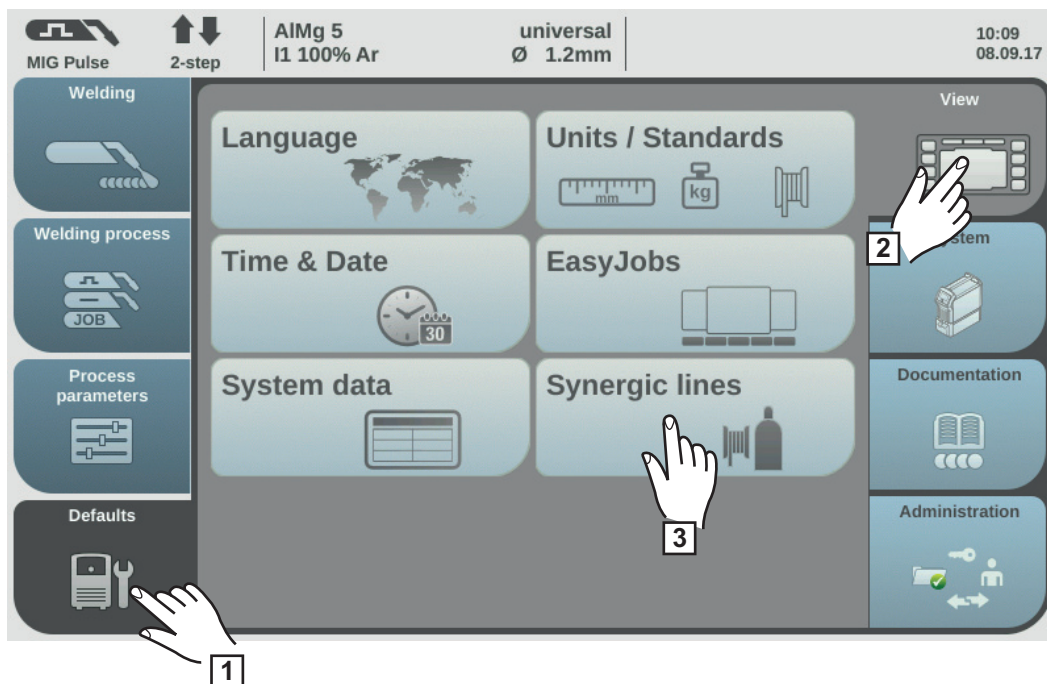 MIG Pulse
2-step
AlMg 5
I1 100% Ar
universal
Ø 1.2mm
10:09
08.09.17
Welding
Welding process
JOB
Process
parameters
Defaults
Language
Units / Standards
mm
kg
Time & Date
30
EasyJobs
System data
Synergic lines
View
Documentation
Administration
1
2
3